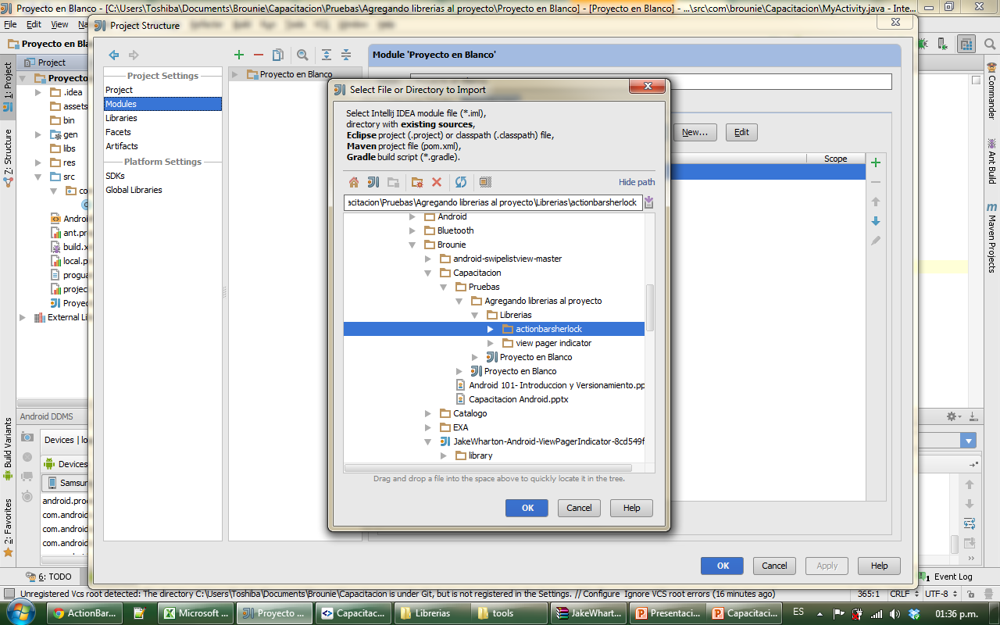 Proyecto en Blanco - [C:\Users\Toshiba\Documents\Brounie\Capacitacion\Pruebas\Agregando librerias al proyecto\Proyecto en Blanco] - [Proyecto en Blanco] - ...\src\com\brounie\Capacitacion\MyActivity.java - Inte...
File Edit View Na
Project Structure
Proyecto en Bla
Project
Proyecto
.idea
assets
bin
gen
libs
res
src
co
Androi
ant.pr
build.x
local.p
progua
projec
Proyec
External Li
1: Project
Z: Structure
Build Variants
2: Favorites
Project Settings
Project
Modules
Libraries
Facets
Artifacts
Platform Settings
SDKs
Global Libraries
Proyecto en Blanco
Module 'Proyecto en Blanco'
New...
Edit
Scope
Select File or Directory to Import
Select Intellij IDEA module file (*.iml),
directory with existing sources,
Eclipse project (.project) or classpath (.classpath) file,
Maven project file (pom.xml),
Gradle build script (*.gradle).
Hide path
acitacion\Pruebas\Agregando librerias al proyecto\Librerias\actionbarsherlock
Android
Bluetooth
Brounie
android-swipelistview-master
Capacitacion
Pruebas
Agregando librerias al proyecto
Librerias
actionbarsherlock
view pager indicator
Proyecto en Blanco
Proyecto en Blanco
Android 101- Introduccion y Versionamiento.pp
Capacitacion Android.pptx
Catalogo
EXA
JakeWharton-Android-ViewPagerIndicator-8cd549f
library
Drag and drop a file into the space above to quickly locate it in the tree.
OK Cancel Help
OK Cancel Apply Help
Commander
Ant Build
Maven Projects
Android DDMS
Devices | lo
Devices
Samsun
android.proc
com.android
com.android
com.android
6: TODO
Event Log
Unregistered Vcs root detected: The directory C:\Users\Toshiba\Documents\Brounie\Capacitacion is under Git, but is not registered in the Settings. // Configure Ignore VCS root errors (16 minutes ago)
365:1 CRLF UTF-8
ActionBar... Microsoft ... Proyecto ... Capacitac... Librerias tools JakeWhar... Presentaci... Capacitaci... ES 01:36 p.m.